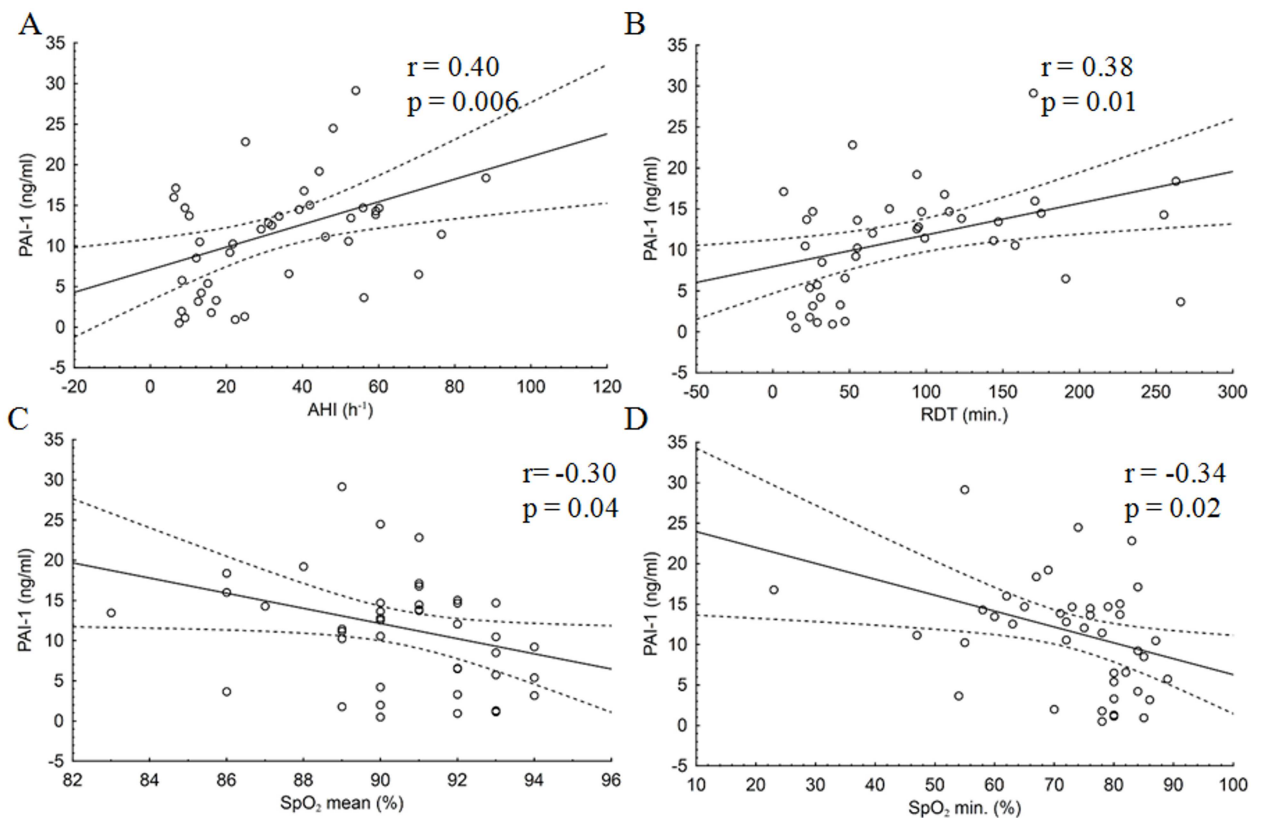 A
35
30
25
20
15
10
5
0
-5
PAI-1 (ng/ml)
r = 0.40
p = 0.006
-20 0 20 40 60 80 100 120
AHI (h⁻¹)
B
35
30
25
20
15
10
5
0
-5
PAI-1 (ng/ml)
r = 0.38
p = 0.01
-50 0 50 100 150 200 250 300
RDT (min.)
C
35
30
25
20
15
10
5
0
-5
PAI-1 (ng/ml)
r= -0.30
p = 0.04
82 84 86 88 90 92 94 96
SpO₂ mean (%)
D
35
30
25
20
15
10
5
0
-5
PAI-1 (ng/ml)
r = -0.34
p = 0.02
10 20 30 40 50 60 70 80 90 100
SpO₂ min. (%)